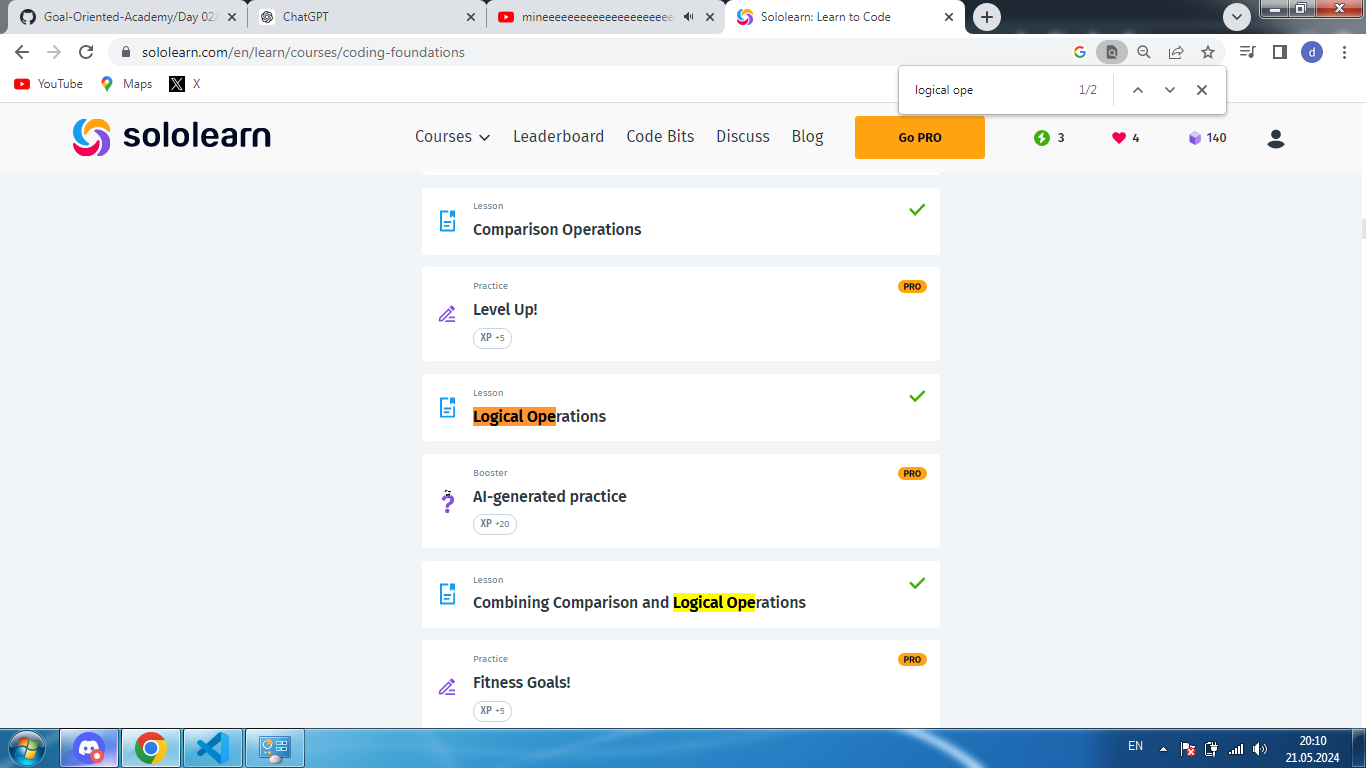 Goal-Oriented-Academy/Day 02/
ChatGPT
mineeeeeeeeeeeeeeeeeeeee
Sololearn: Learn to Code
sololearn.com/en/learn/courses/coding-foundations
d
YouTube
Maps
X
logical ope
1/2
sololearn
Courses
Leaderboard
Code Bits
Discuss
Blog
Go PRO
3
4
140
Lesson
Comparison Operations
Practice
PRO
Level Up!
XP +5
Lesson
Logical Operations
Booster
PRO
AI-generated practice
XP +20
Lesson
Combining Comparison and Logical Operations
Practice
PRO
Fitness Goals!
XP +5
EN
20:10
21.05.2024